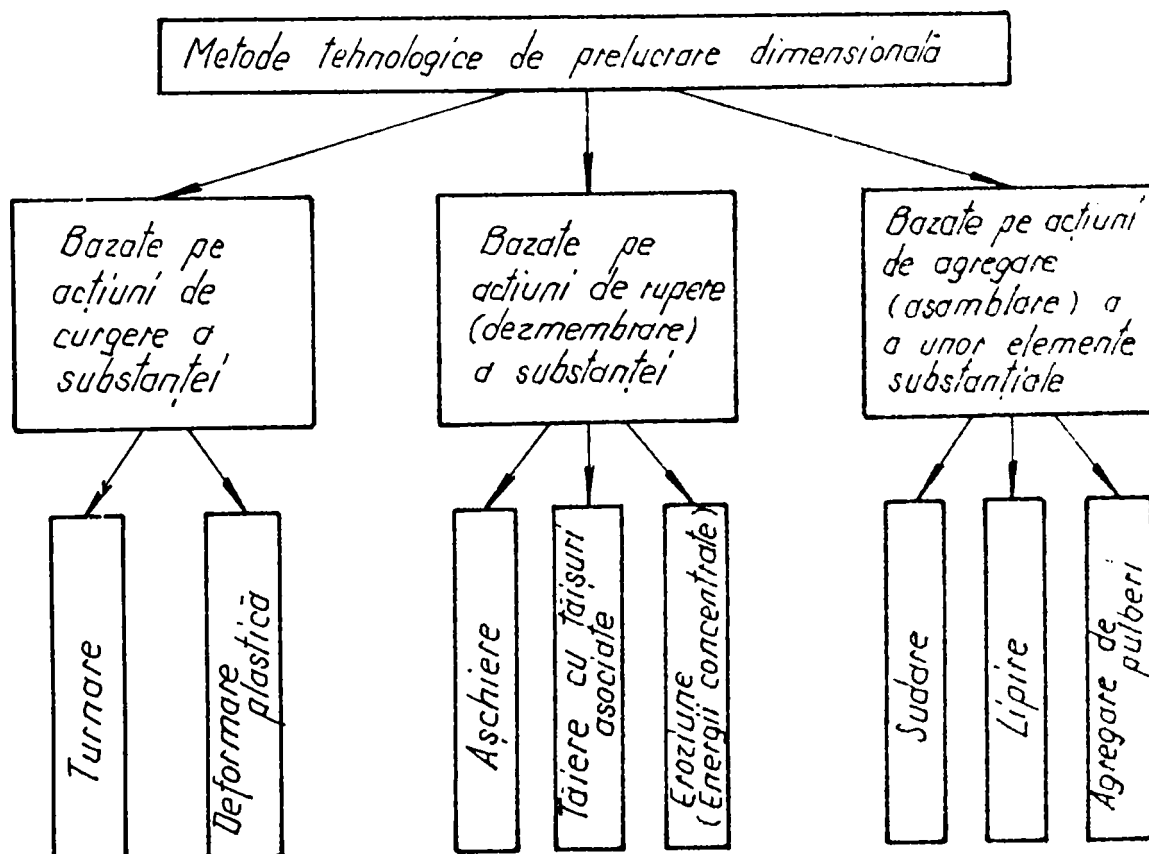 Metode tehnologice de prelucrare dimensională
Bazate pe
acțiuni de
curgere a
substanței
Bazate pe
acțiuni de rupere
(dezmembrare)
a substanței
Bazate pe acțiuni
de agregare
(asamblare) a
a unor elemente
substanțiale
Turnare
Deformare
plastică
Așchiere
Tăiere cu tăișuri
asociate
Eroziune
(Energii concentrate)
Sudare
Lipire
Agregare de
pulberi